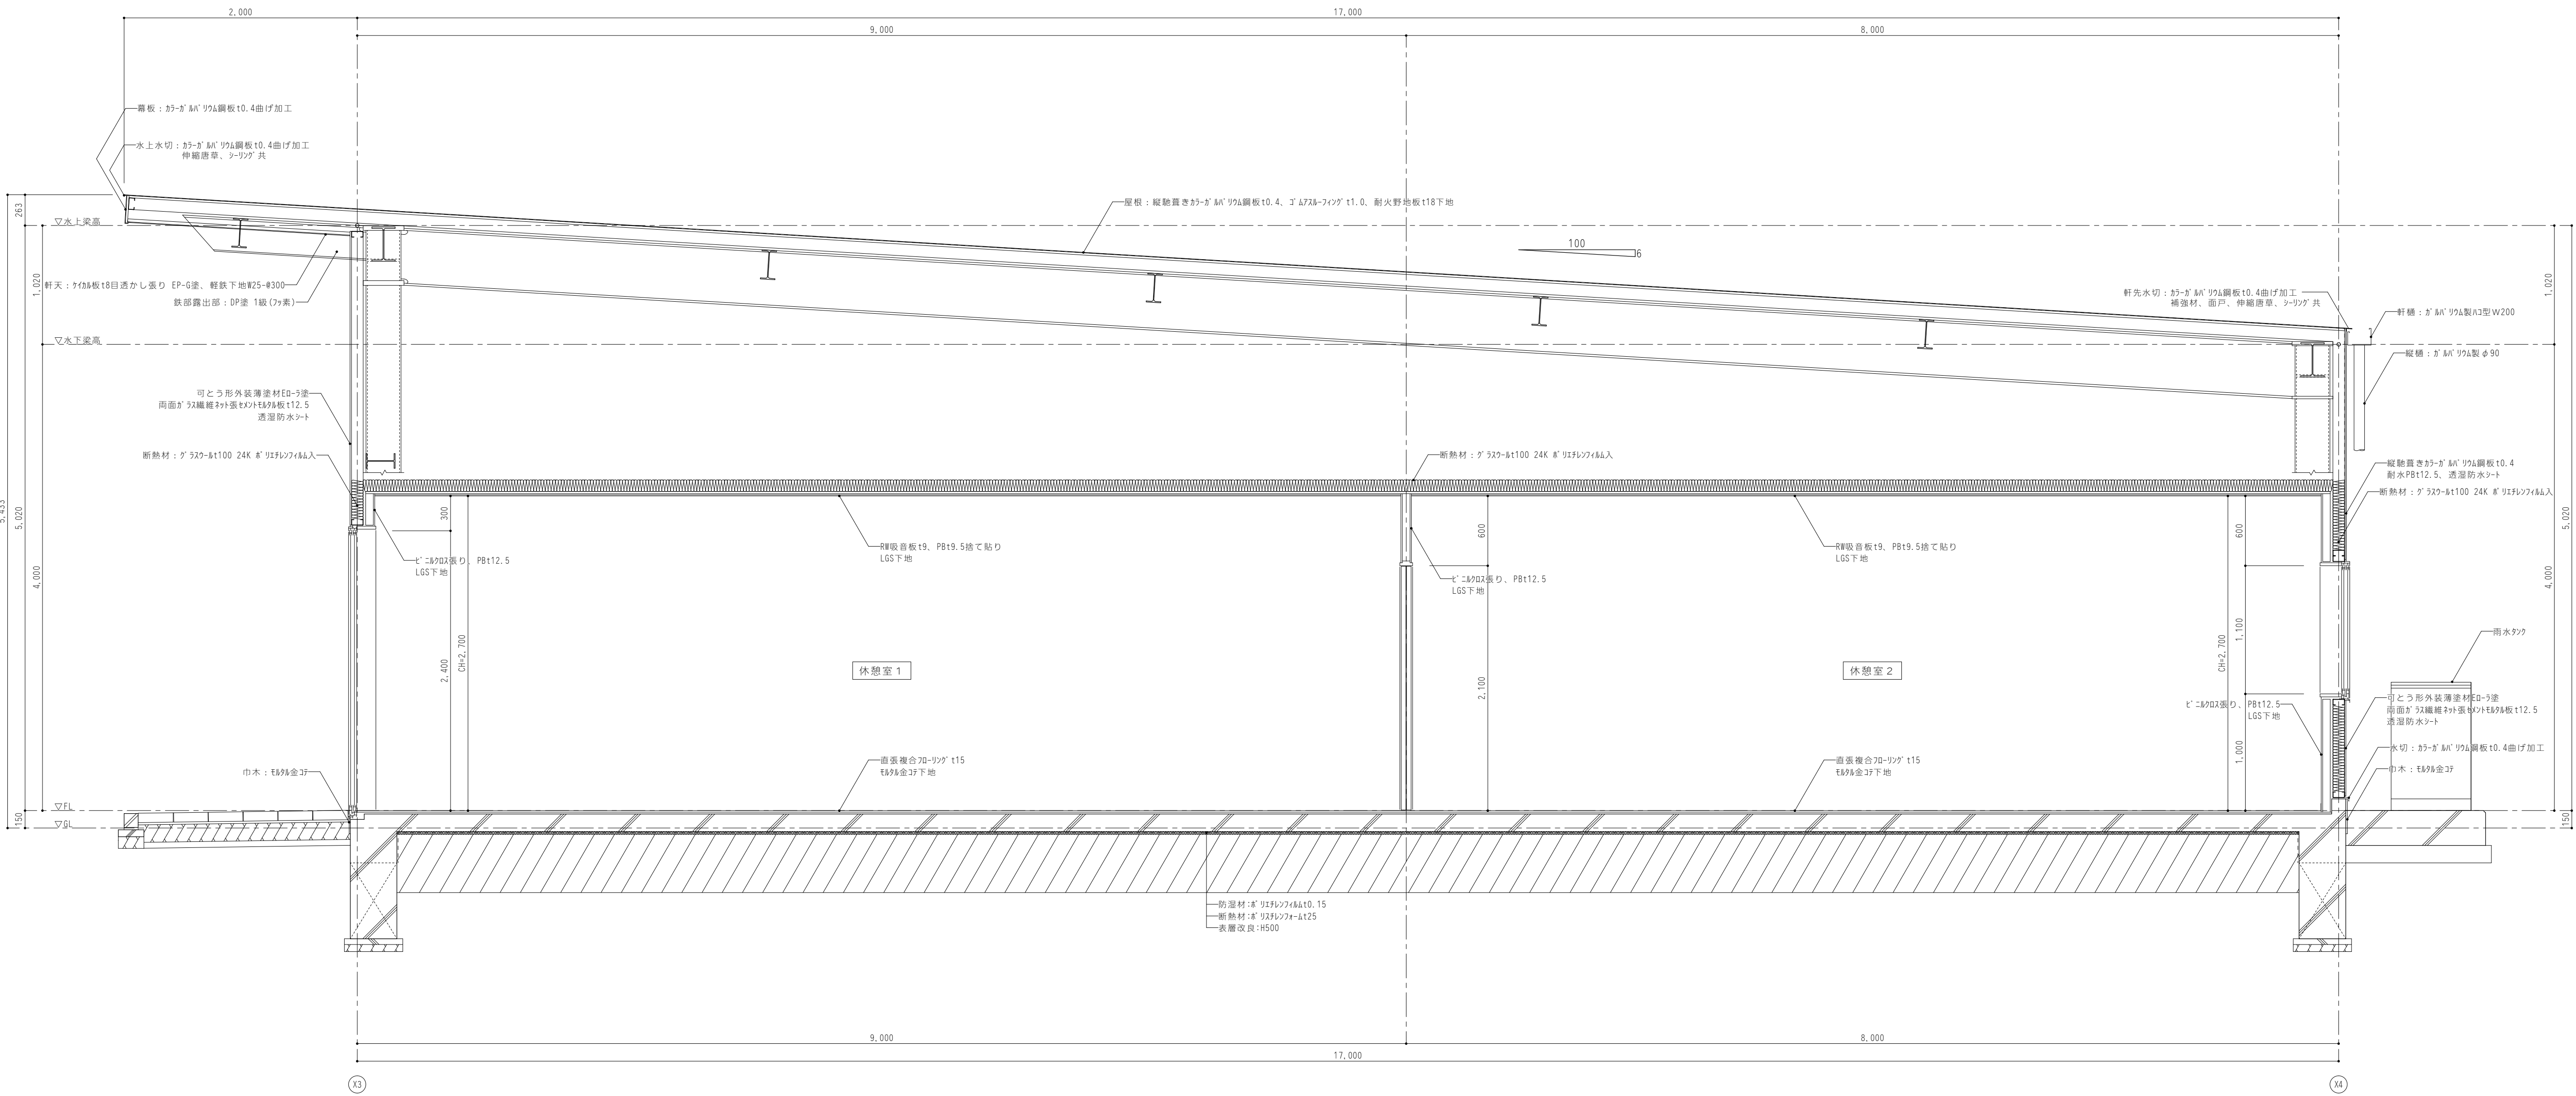 2,000
17,000
9,000
8,000
幕板：ｶﾗｰｶﾞﾙﾊﾞﾘｳﾑ鋼板t0.4曲げ加工
水上水切：ｶﾗｰｶﾞﾙﾊﾞﾘｳﾑ鋼板t0.4曲げ加工
伸縮唐草、ｼｰﾘﾝｸﾞ共
屋根：縦馳葺きｶﾗｰｶﾞﾙﾊﾞﾘｳﾑ鋼板t0.4、ｺﾞﾑｱｽﾙｰﾌｨﾝｸﾞt1.0、耐火野地板t18下地
263
▽水上梁高
100
6
1,020
軒天：ｹｲｶﾙ板t8目透かし張り EP-G塗、軽鉄下地W25-@300
鉄部露出部：DP塗 1級(ﾌｯ素)
1,020
軒先水切：ｶﾗｰｶﾞﾙﾊﾞﾘｳﾑ鋼板t0.4曲げ加工
補強材、面戸、伸縮唐草、ｼｰﾘﾝｸﾞ共
軒樋：ｶﾞﾙﾊﾞﾘｳﾑ製ﾊｺ型W200
▽水下梁高
縦樋：ｶﾞﾙﾊﾞﾘｳﾑ製φ90
可とう形外装薄塗材Eﾛｰﾗ塗
両面ｶﾞﾗｽ繊維ﾈｯﾄ張ｾﾒﾝﾄﾓﾙﾀﾙ板t12.5
透湿防水ｼｰﾄ
断熱材：ｸﾞﾗｽｳｰﾙt100 24K ﾎﾟﾘｴﾁﾚﾝﾌｨﾙﾑ入
断熱材：ｸﾞﾗｽｳｰﾙt100 24K ﾎﾟﾘｴﾁﾚﾝﾌｨﾙﾑ入
縦馳葺きｶﾗｰｶﾞﾙﾊﾞﾘｳﾑ鋼板t0.4
耐水PBt12.5、透湿防水ｼｰﾄ
断熱材：ｸﾞﾗｽｳｰﾙt100 24K ﾎﾟﾘｴﾁﾚﾝﾌｨﾙﾑ入
5,433
5,020
4,000
300
600
600
5,020
4,000
RW吸音板t9、PBt9.5捨て貼り
LGS下地
RW吸音板t9、PBt9.5捨て貼り
LGS下地
ﾋﾞﾆﾙｸﾛｽ張り、PBt12.5
LGS下地
ﾋﾞﾆﾙｸﾛｽ張り、PBt12.5
LGS下地
2,400
CH=2,700
休憩室１
2,100
休憩室２
CH=2,700
1,100
雨水ﾀﾝｸ
ﾋﾞﾆﾙｸﾛｽ張り、PBt12.5
LGS下地
可とう形外装薄塗材Eﾛｰﾗ塗
両面ｶﾞﾗｽ繊維ﾈｯﾄ張ｾﾒﾝﾄﾓﾙﾀﾙ板t12.5
透湿防水ｼｰﾄ
1,000
水切：ｶﾗｰｶﾞﾙﾊﾞﾘｳﾑ鋼板t0.4曲げ加工
巾木：ﾓﾙﾀﾙ金ｺﾃ
巾木：ﾓﾙﾀﾙ金ｺﾃ
直張複合ﾌﾛｰﾘﾝｸﾞt15
ﾓﾙﾀﾙ金ｺﾃ下地
直張複合ﾌﾛｰﾘﾝｸﾞt15
ﾓﾙﾀﾙ金ｺﾃ下地
▽FL
150
▽GL
150
防湿材:ﾎﾟﾘｴﾁﾚﾝﾌｨﾙﾑt0.15
断熱材:ﾎﾟﾘｽﾁﾚﾝﾌｫｰﾑt25
表層改良:H500
9,000
8,000
17,000
X3
X4